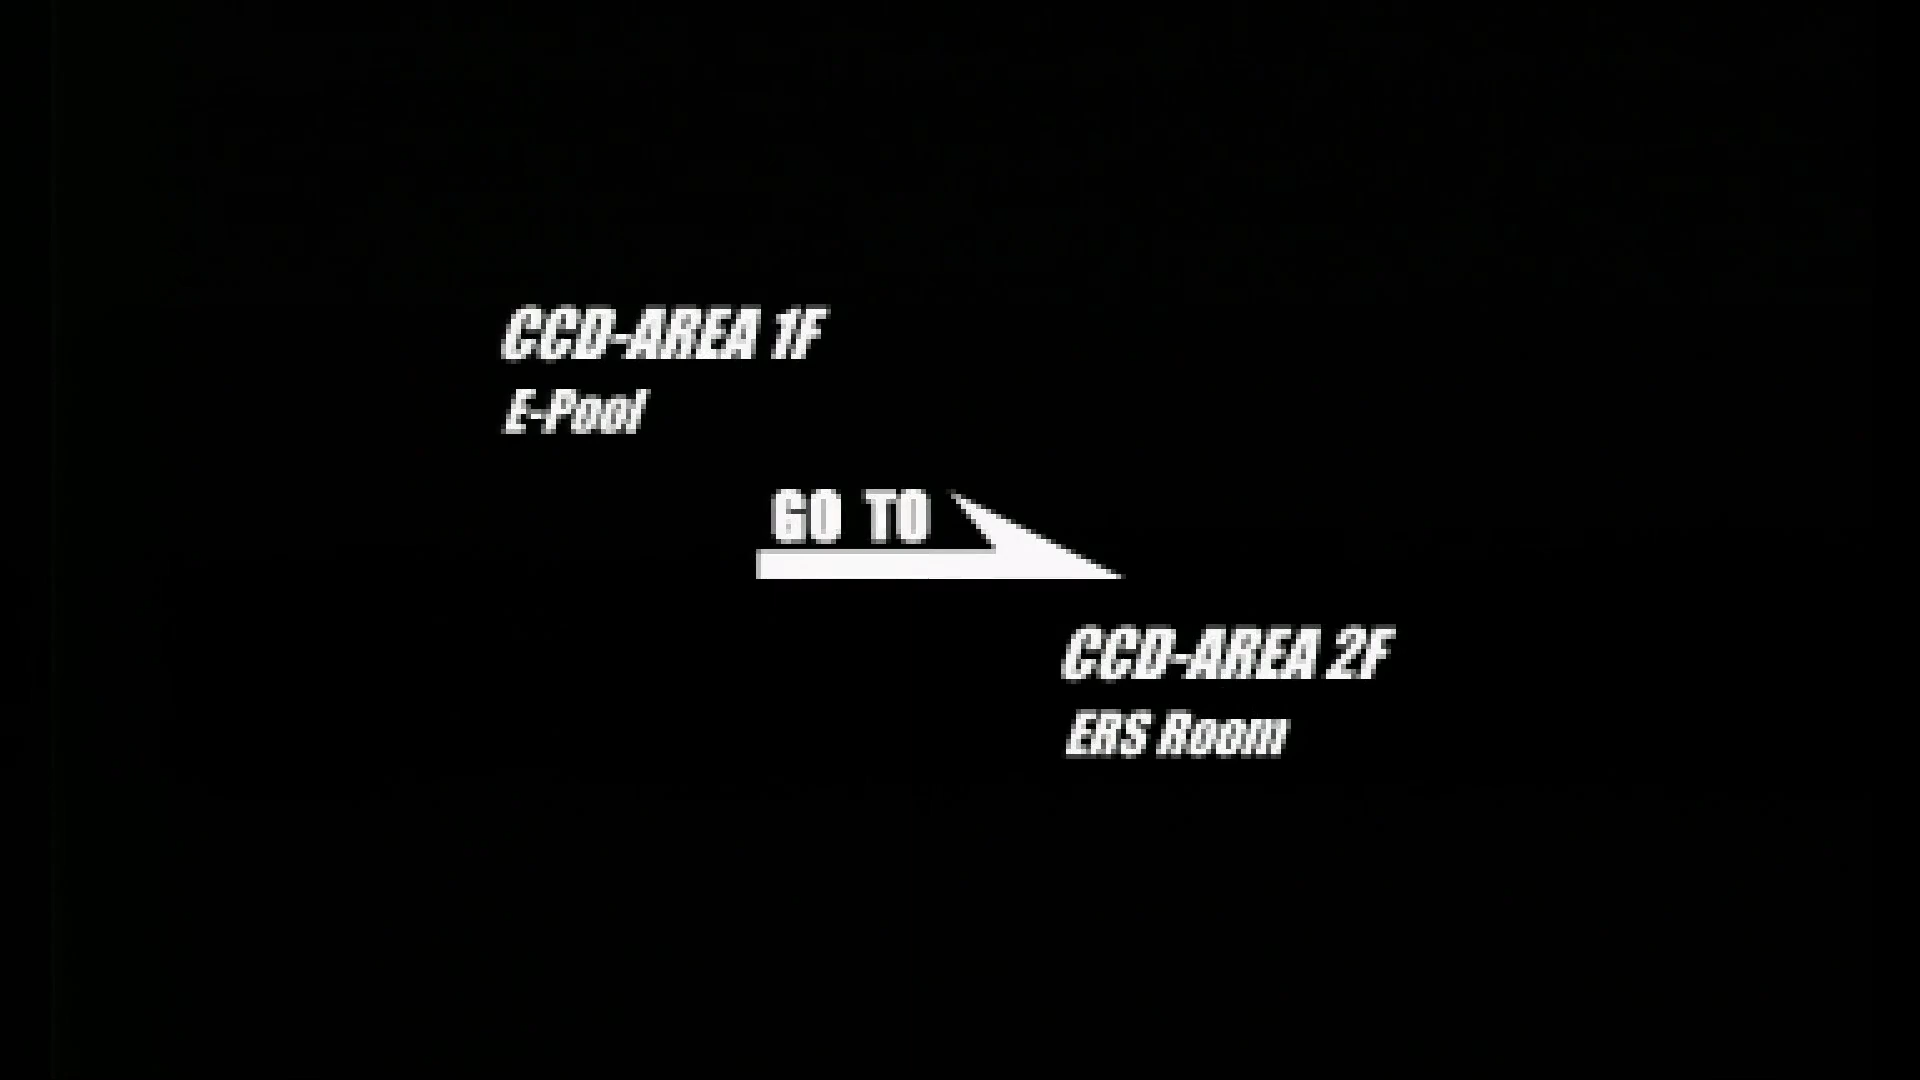 CCD-AREA 1F
E-Pool
GO TO
CCD-AREA 2F
ERS Room